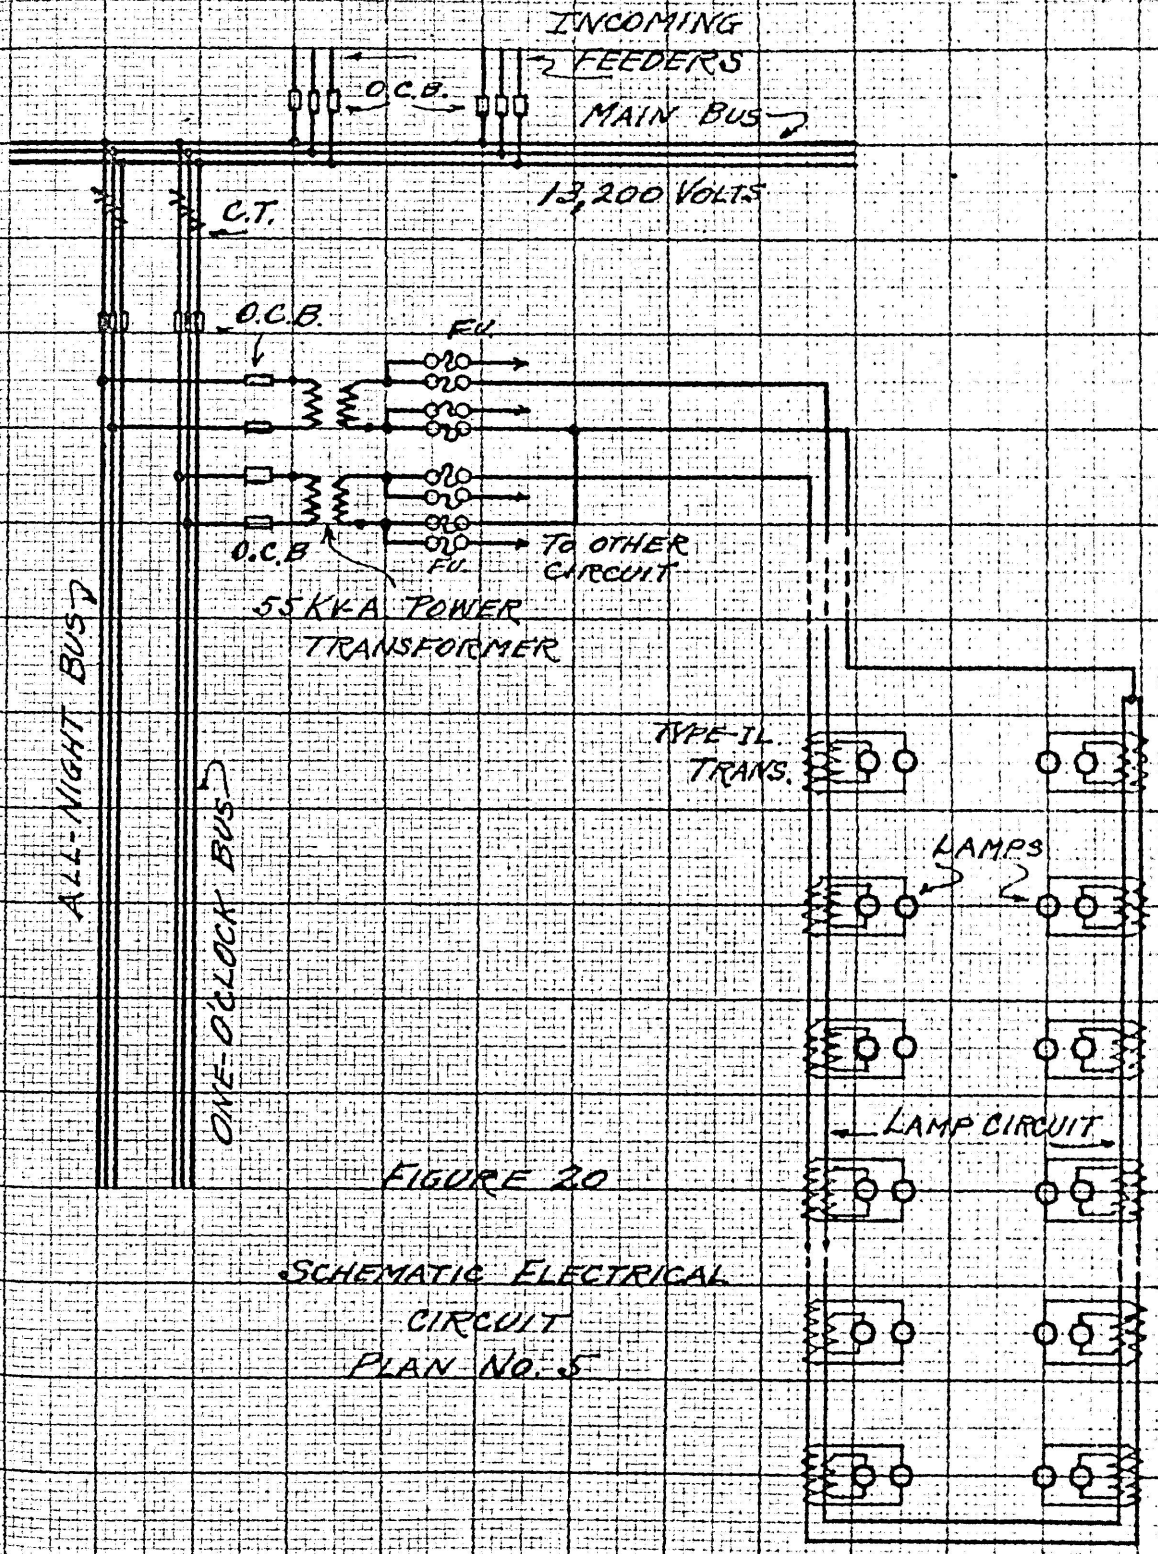 INCOMING
FEEDERS
O.C.B.
MAIN BUS
13,200 VOLTS
C.T.
O.C.B.
FU.
O.C.B
FU.
TO OTHER
CIRCUIT
55 KV-A POWER
TRANSFORMER
ALL-NIGHT BUS
ONE-O'CLOCK BUS
TYPE-IL.
TRANS.
LAMPS
LAMP CIRCUIT
FIGURE 20
SCHEMATIC ELECTRICAL
CIRCUIT
PLAN NO. 5